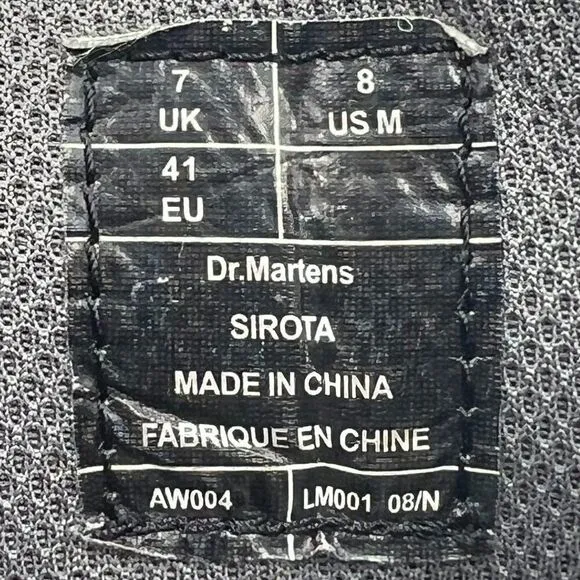 7 8
UK US M
41
EU
Dr.Martens
SIROTA
MADE IN CHINA
FABRIQUE EN CHINE
AW004 LM001 08/N